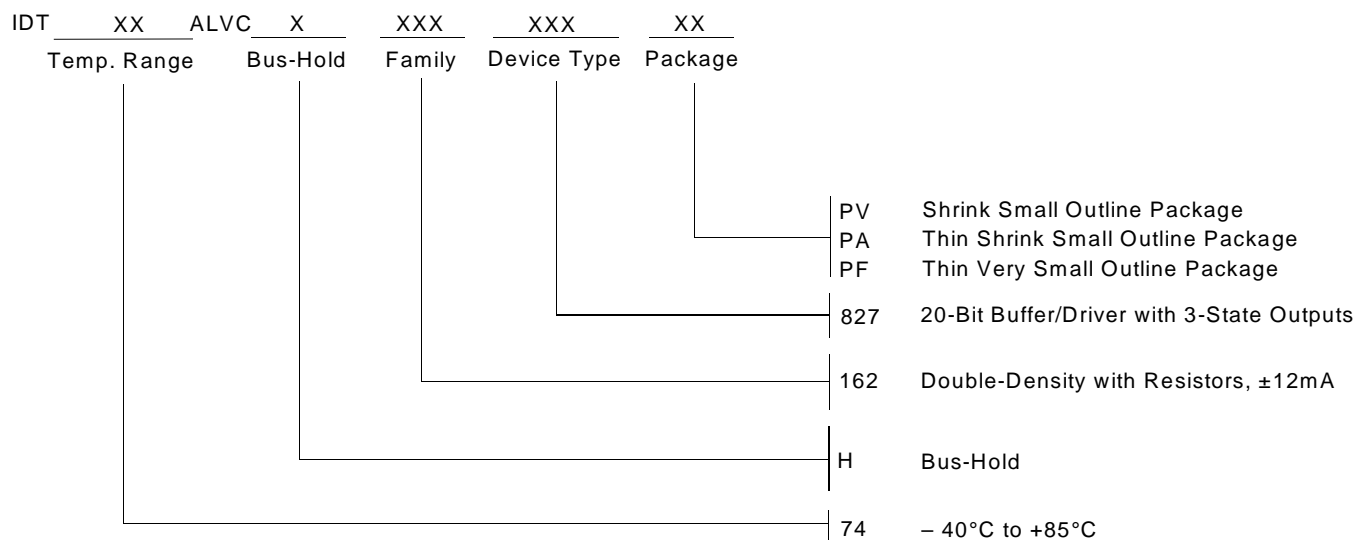 IDT XX ALVC X XXX XXX XX
Temp. Range Bus-Hold Family Device Type Package
PV Shrink Small Outline Package
PA Thin Shrink Small Outline Package
PF Thin Very Small Outline Package
827 20-Bit Buffer/Driver with 3-State Outputs
162 Double-Density with Resistors, ±12mA
H Bus-Hold
74 – 40°C to +85°C